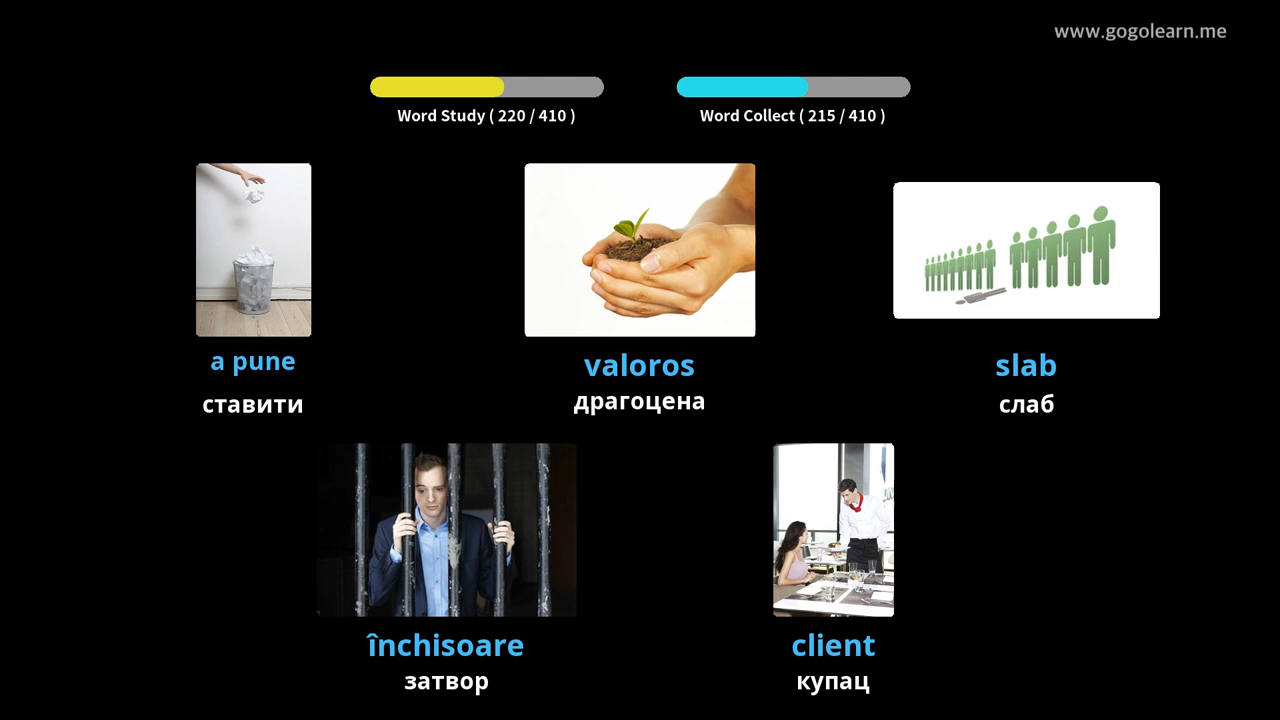 www.gogolearn.me
Word Study ( 220 / 410 )
Word Collect ( 215 / 410 )
a pune
ставити
valoros
драгоцена
slab
слаб
închisoare
затвор
client
купац